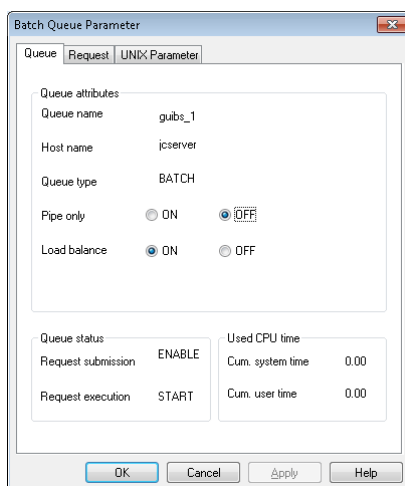 Batch Queue Parameter
Queue Request UNIX Parameter
Queue attributes
Queue name guibs_1
Host name jcserver
Queue type BATCH
Pipe only ON OFF
Load balance ON OFF
Queue status
Request submission ENABLE
Request execution START
Used CPU time
Cum. system time 0.00
Cum. user time 0.00
OK Cancel Apply Help